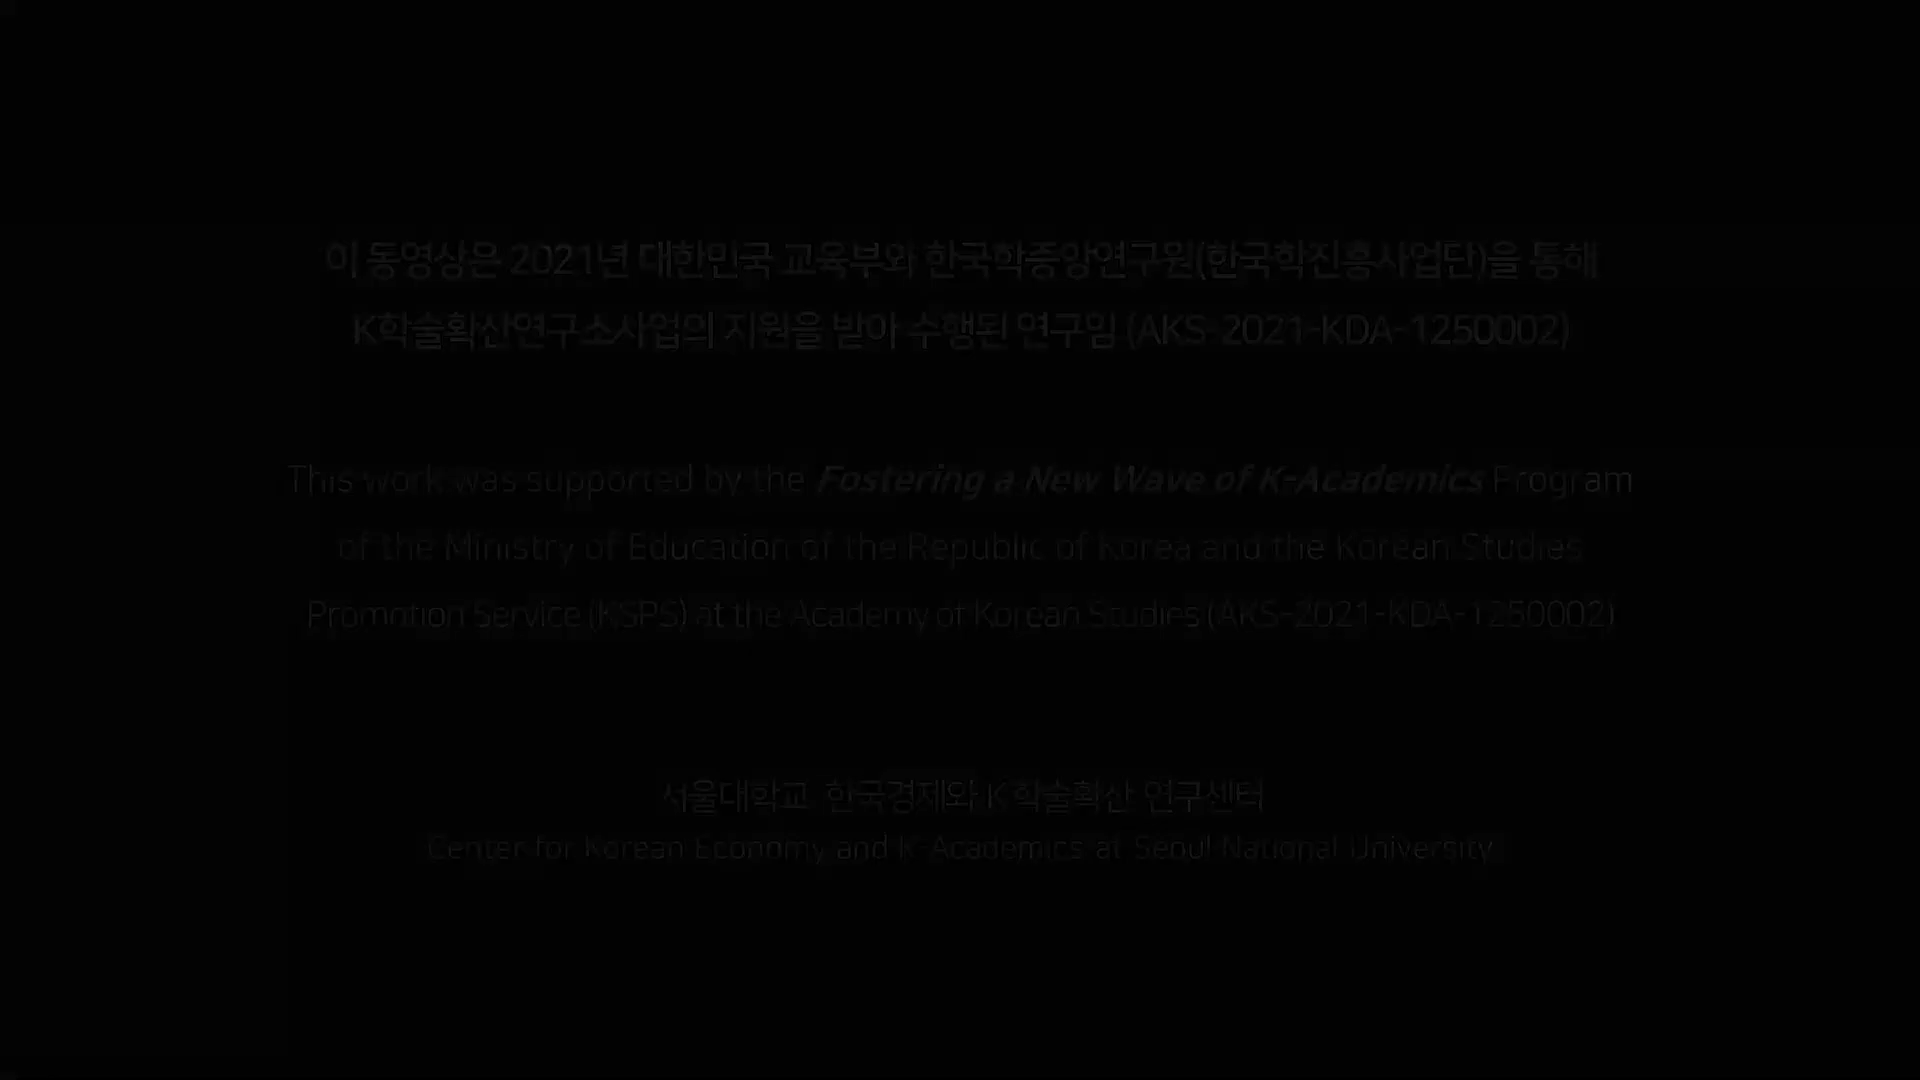 이 동영상은 2021년 대한민국 교육부와 한국학중앙연구원(한국학진흥사업단)을 통해
K학술확산연구소사업의 지원을 받아 수행된 연구임 (AKS-2021-KDA-1250002)
This work was supported by the Fostering a New Wave of K-Academics Program
of the Ministry of Education of the Republic of Korea and the Korean Studies
Promotion Service (KSPS) at the Academy of Korean Studies (AKS-2021-KDA-1250002)
서울대학교 한국경제와 K학술확산 연구센터
Center for Korean Economy and K-Academics at Seoul National University